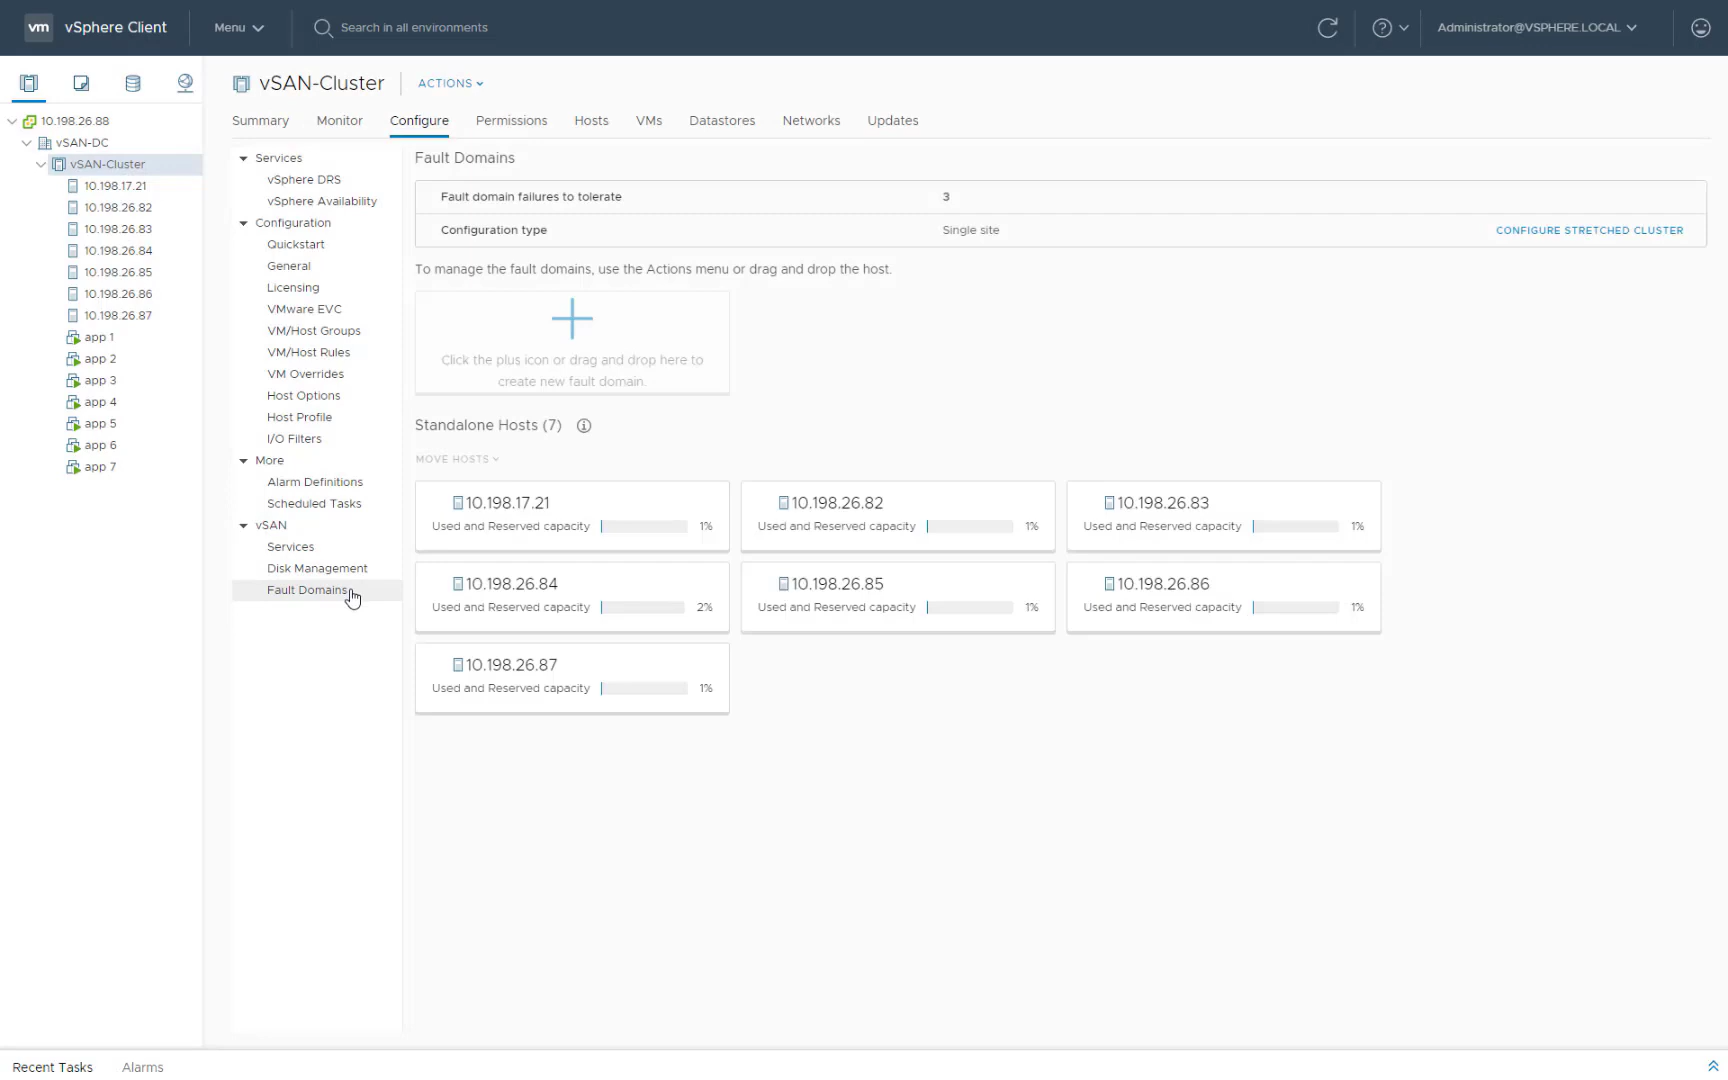 vm vSphere Client
Menu
Search in all environments
Administrator@VSPHERE.LOCAL
10.198.26.88
vSAN-DC
vSAN-Cluster
10.198.17.21
10.198.26.82
10.198.26.83
10.198.26.84
10.198.26.85
10.198.26.86
10.198.26.87
app 1
app 2
app 3
app 4
app 5
app 6
app 7
vSAN-Cluster
ACTIONS
Summary
Monitor
Configure
Permissions
Hosts
VMs
Datastores
Networks
Updates
Services
vSphere DRS
vSphere Availability
Configuration
Quickstart
General
Licensing
VMware EVC
VM/Host Groups
VM/Host Rules
VM Overrides
Host Options
Host Profile
I/O Filters
More
Alarm Definitions
Scheduled Tasks
vSAN
Services
Disk Management
Fault Domains
Fault Domains
Fault domain failures to tolerate 3
Configuration type Single site CONFIGURE STRETCHED CLUSTER
To manage the fault domains, use the Actions menu or drag and drop the host.
Click the plus icon or drag and drop here to
create new fault domain.
Standalone Hosts (7)
MOVE HOSTS
10.198.17.21
Used and Reserved capacity 1%
10.198.26.82
Used and Reserved capacity 1%
10.198.26.83
Used and Reserved capacity 1%
10.198.26.84
Used and Reserved capacity 2%
10.198.26.85
Used and Reserved capacity 1%
10.198.26.86
Used and Reserved capacity 1%
10.198.26.87
Used and Reserved capacity 1%
Recent Tasks
Alarms